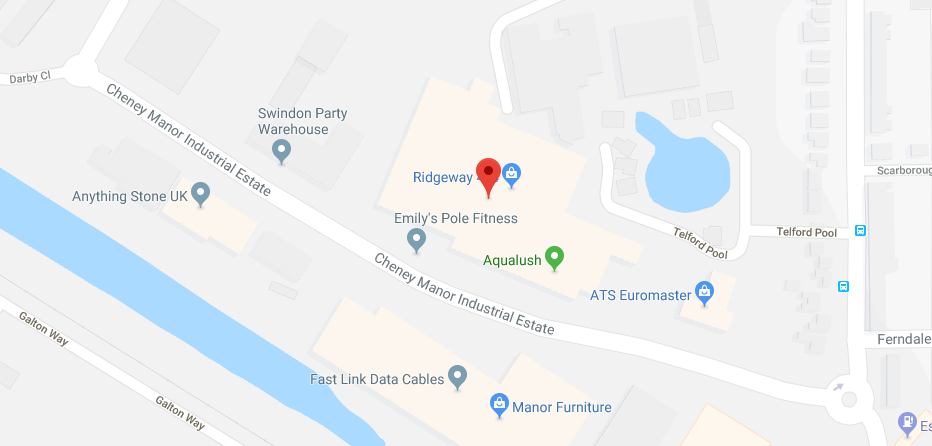 Darby Cl
Cheney Manor Industrial Estate
Swindon Party
Warehouse
Scarboroug
Ridgeway
Anything Stone UK
Emily's Pole Fitness
Telford Pool
Telford Pool
Aqualush
Cheney Manor Industrial Estate
ATS Euromaster
Galton Way
Ferndale
Fast Link Data Cables
Manor Furniture
Galton Way
Es